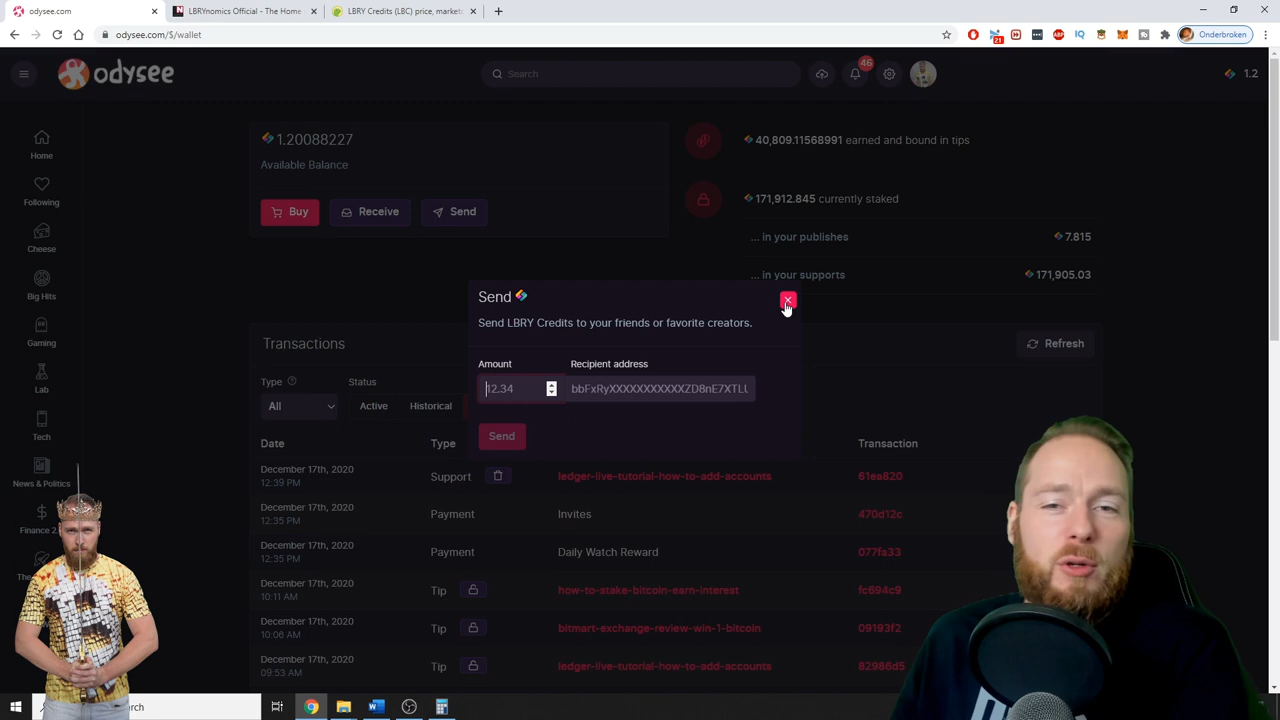 odysee.com
LBRYnomics Official - The Home
LBRY Credits (LBC) price, market
odysee.com/$/wallet
21
ABP
IQ
Onderbroken
odysee
Search
46
1.2
Home
Following
Cheese
Big Hits
Gaming
Lab
Tech
News & Politics
Finance 2.
1.20088227
Available Balance
Buy
Receive
Send
40,809.11568991 earned and bound in tips
171,912.845 currently staked
... in your publishes
7.815
... in your supports
171,905.03
Send
Send LBRY Credits to your friends or favorite creators.
Amount
Recipient address
12.34
bbFxRyXXXXXXXXXXXZD8nE7XTLU
Send
Transactions
Refresh
Type
Status
All
Active
Historical
Date
Type
Transaction
December 17th, 2020
12:39 PM
Support
ledger-live-tutorial-how-to-add-accounts
61ea820
December 17th, 2020
12:35 PM
Payment
Invites
470d12c
December 17th, 2020
12:35 PM
Payment
Daily Watch Reward
077fa33
December 17th, 2020
10:11 AM
Tip
how-to-stake-bitcoin-earn-interest
fc694c9
December 17th, 2020
10:06 AM
Tip
bitmart-exchange-review-win-1-bitcoin
09193f2
December 17th, 2020
09:53 AM
Tip
ledger-live-tutorial-how-to-add-accounts
82986d5